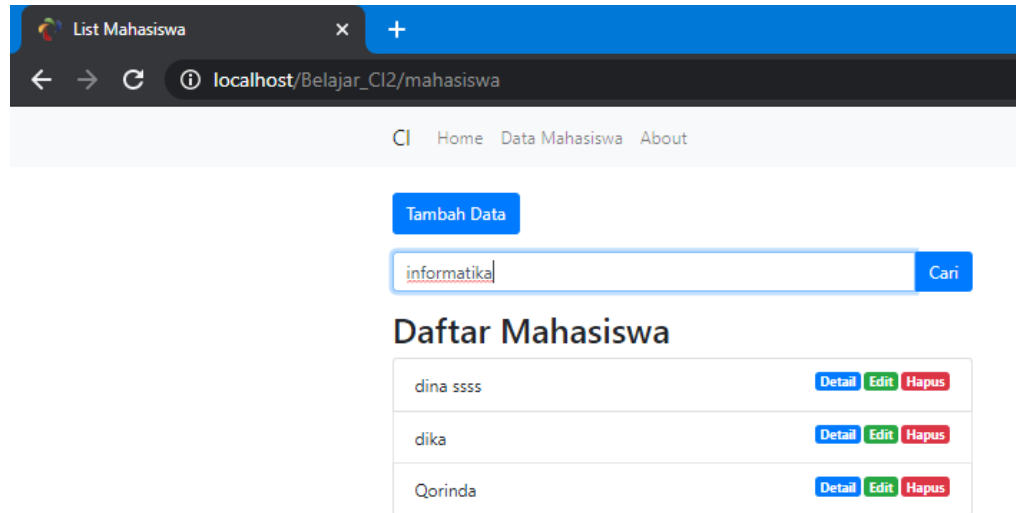 List Mahasiswa
localhost/Belajar_CI2/mahasiswa
CI Home Data Mahasiswa About
Tambah Data
informatika Cari
Daftar Mahasiswa
dina ssss Detail Edit Hapus
dika Detail Edit Hapus
Qorinda Detail Edit Hapus